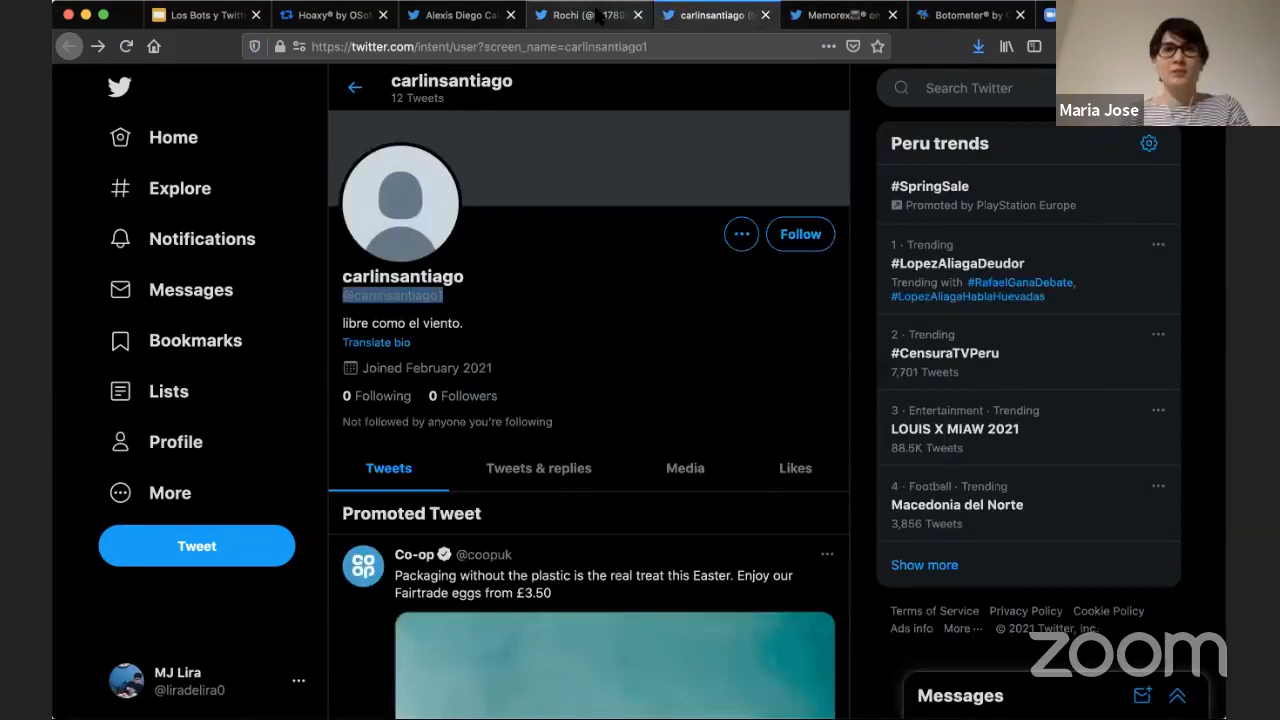 Los Bots y Twitt
Hoaxy® by OSo
Alexis Diego Ca
Rochi (@ 1789
carlinsantiago (@
Memorex on
Botometer® by O
https://twitter.com/intent/user?screen_name=carlinsantiago1
Maria Jose
carlinsantiago
12 Tweets
Search Twitter
Home
Explore
Notifications
Messages
Bookmarks
Lists
Profile
More
Tweet
MJ Lira
@liradelira0
Follow
carlinsantiago
@carlinsantiago1
libre como el viento.
Translate bio
Joined February 2021
0 Following 0 Followers
Not followed by anyone you're following
Tweets
Tweets & replies
Media
Likes
Promoted Tweet
Co-op @coopuk
Packaging without the plastic is the real treat this Easter. Enjoy our
Fairtrade eggs from £3.50
Peru trends
#SpringSale
Promoted by PlayStation Europe
1 · Trending
#LopezAliagaDeudor
Trending with #RafaelGanaDebate,
#LopezAliagaHablaHuevadas
2 · Trending
#CensuraTVPeru
7,701 Tweets
3 · Entertainment · Trending
LOUIS X MIAW 2021
88.5K Tweets
4 · Football · Trending
Macedonia del Norte
3,856 Tweets
Show more
Terms of Service Privacy Policy Cookie Policy
Ads info More ··· © 2021 Twitter, Inc.
zoom
Messages